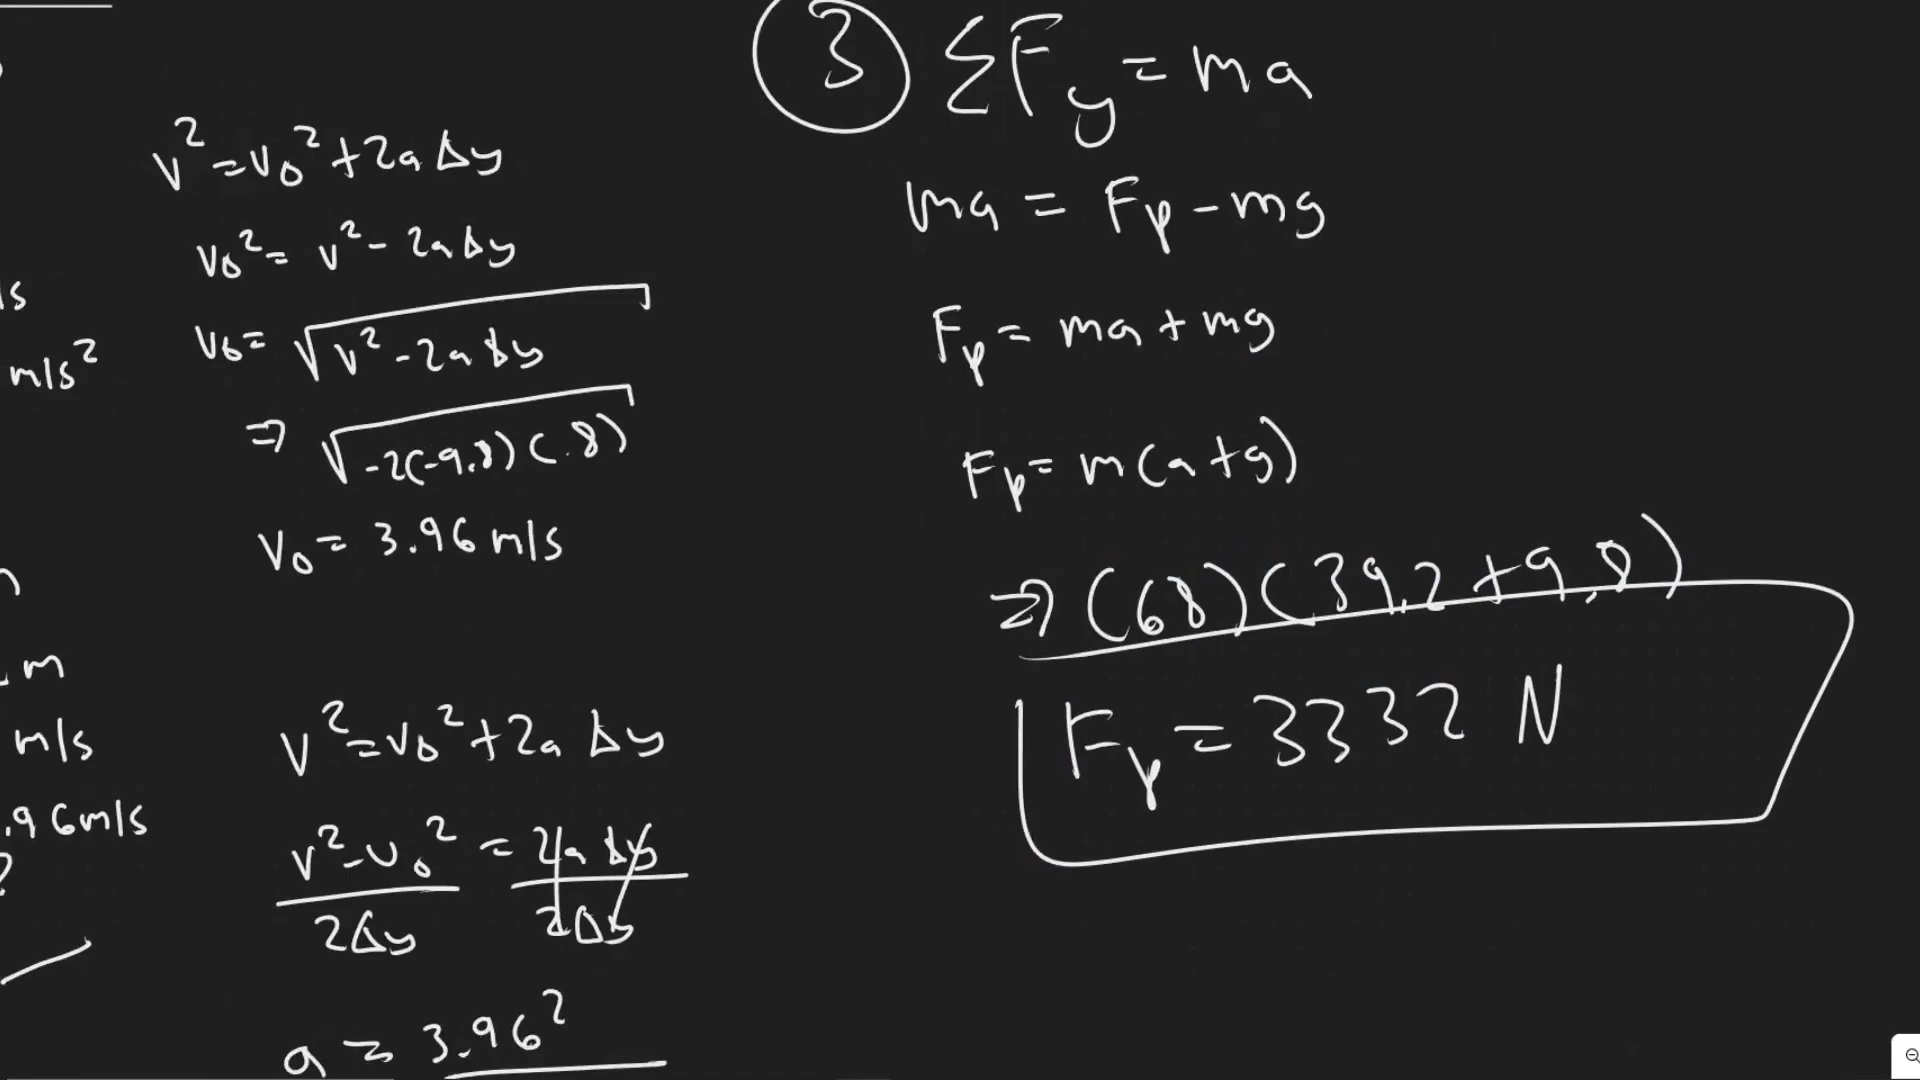 ls
m/s²
n
m
m/s
.96m/s
?
v² = v₀² + 2aΔy
v₀² = v² - 2aΔy
v₀ = √(v² - 2aΔy)
⇒ √(-2(-9.8)(.8))
v₀ = 3.96 m/s
v² = v₀² + 2aΔy
v² - v₀² = 2aΔy
2Δy 2Δy
a = 3.96²
③ ΣFy = ma
ma = Fp - mg
Fp = ma + mg
Fp = m(a+g)
⇒ (68)(39.2 + 9.8)
Fp = 3332 N